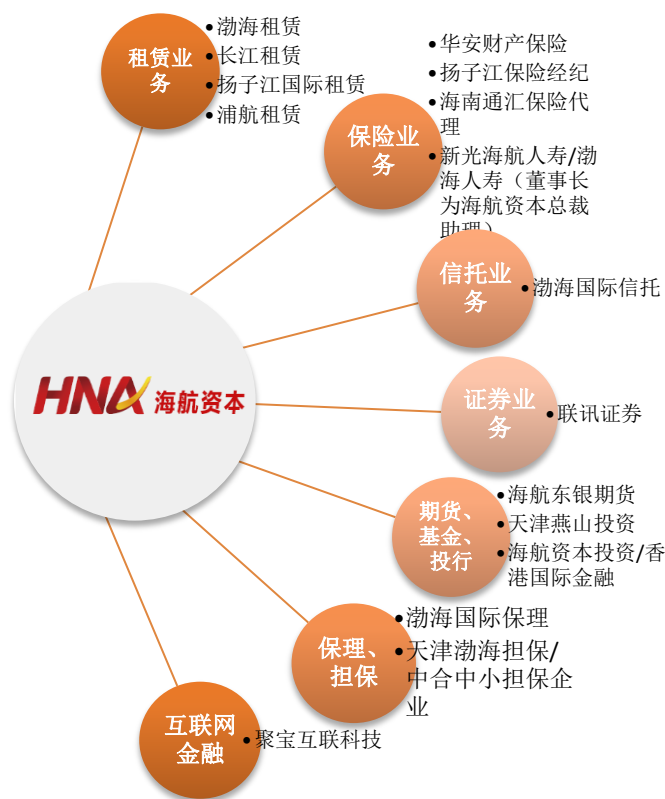 租赁业
务
•渤海租赁
•长江租赁
•扬子江国际租赁
•浦航租赁
保险业
务
•华安财产保险
•扬子江保险经纪
•海南通汇保险代
理
•新光海航人寿/渤
海人寿（董事长
为海航资本总裁
助理）
信托业
务
•渤海国际信托
HNA 海航资本
证券业
务
•联讯证券
期货、
基金、
投行
•海航东银期货
•天津燕山投资
•海航资本投资/香
港国际金融
保理、
担保
•渤海国际保理
•天津渤海担保/
中合中小担保企
业
互联网
金融
•聚宝互联科技